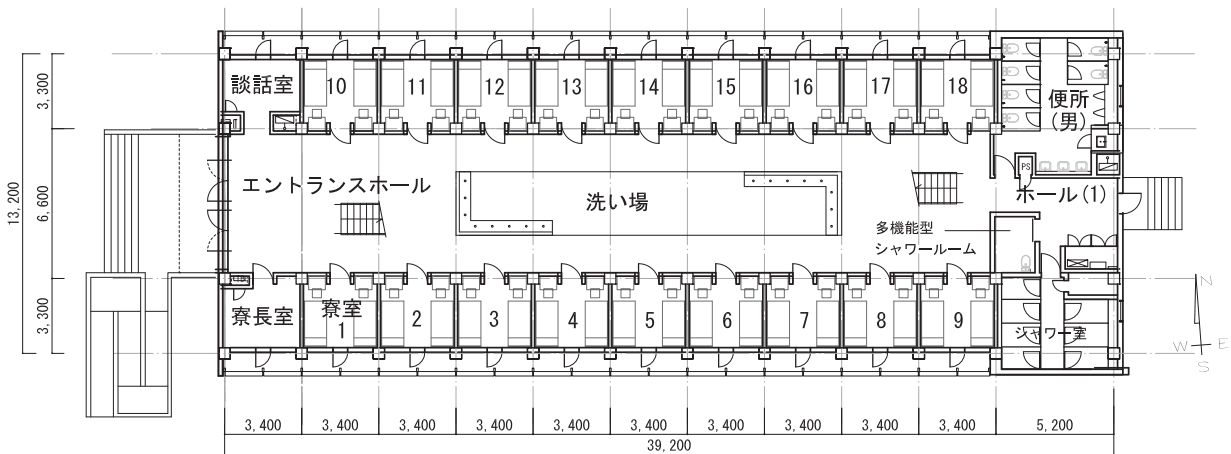 談話室
10
11
12
13
14
15
16
17
18
便所
(男)
PS
エントランスホール
洗い場
ホール(1)
多機能型
シャワールーム
寮長室
寮室
1
2
3
4
5
6
7
8
9
シャワー室
N
W
E
S
13,200
3,300
6,600
3,300
3,400
3,400
3,400
3,400
3,400
3,400
3,400
3,400
3,400
3,400
5,200
39,200